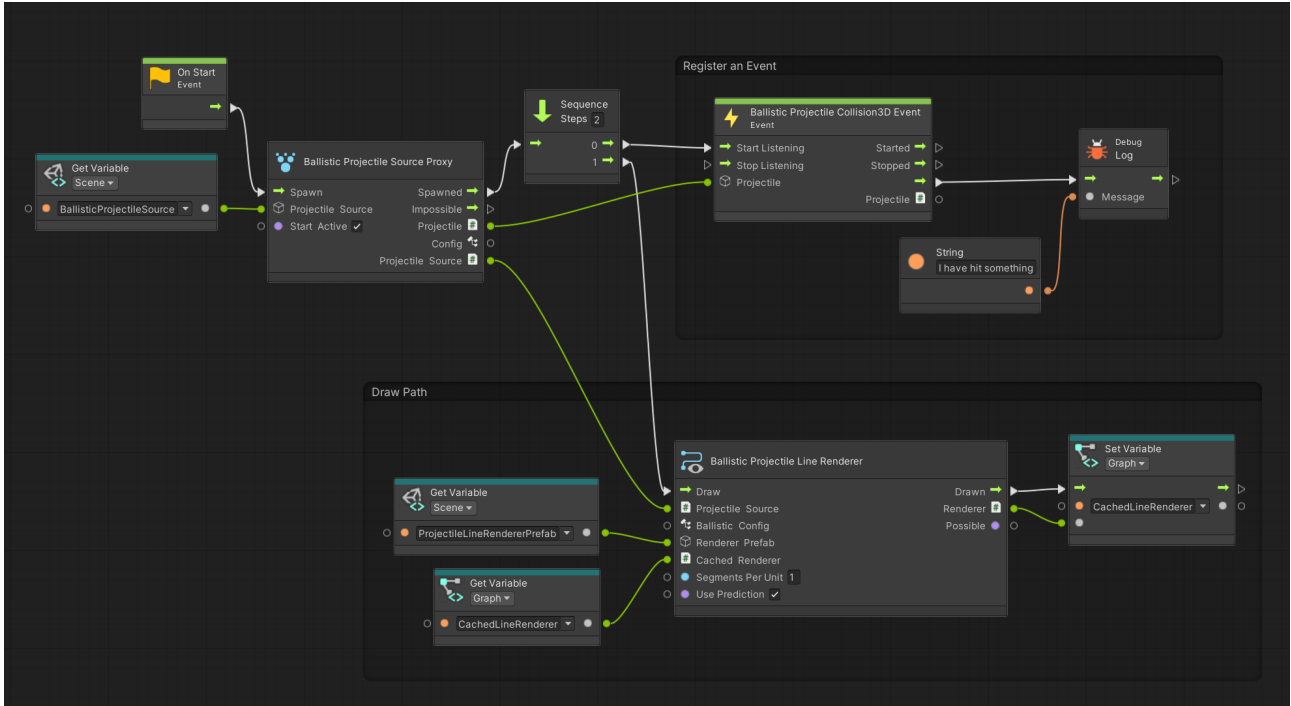 On Start
Event
Get Variable
Scene
BallisticProjectileSource
Ballistic Projectile Source Proxy
Spawn
Spawned
Projectile Source
Impossible
Start Active
Projectile
Config
Projectile Source
Sequence
Steps 2
0
1
Register an Event
Ballistic Projectile Collision3D Event
Event
Start Listening
Started
Stop Listening
Stopped
Projectile
Projectile
Debug
Log
Message
String
I have hit something
Draw Path
Get Variable
Scene
ProjectileLineRendererPrefab
Get Variable
Graph
CachedLineRenderer
Ballistic Projectile Line Renderer
Draw
Drawn
Projectile Source
Renderer
Ballistic Config
Possible
Renderer Prefab
Cached Renderer
Segments Per Unit 1
Use Prediction
Set Variable
Graph
CachedLineRenderer